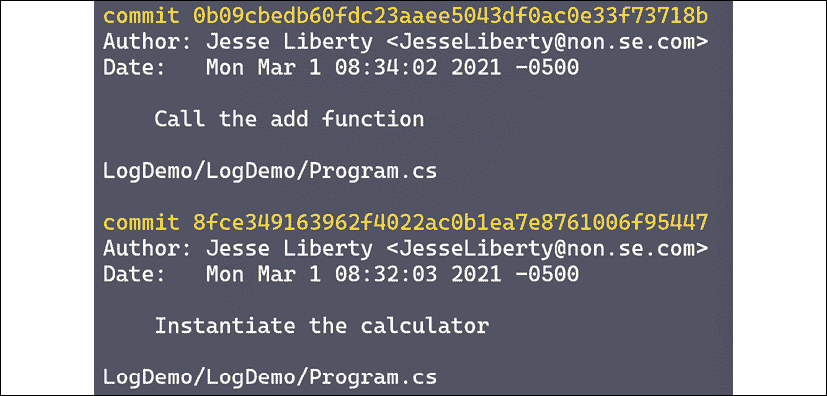 commit 0b09cbedb60fdc23aaee5043df0ac0e33f73718b
Author: Jesse Liberty <JesseLiberty@non.se.com>
Date:   Mon Mar 1 08:34:02 2021 -0500
    Call the add function
LogDemo/LogDemo/Program.cs
commit 8fce349163962f4022ac0b1ea7e8761006f95447
Author: Jesse Liberty <JesseLiberty@non.se.com>
Date:   Mon Mar 1 08:32:03 2021 -0500
    Instantiate the calculator
LogDemo/LogDemo/Program.cs